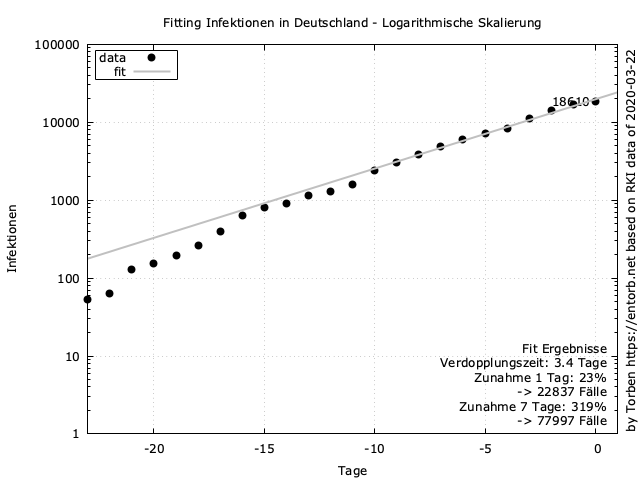 Fitting Infektionen in Deutschland - Logarithmische Skalierung
100000
10000
1000
100
10
1
Infektionen
data
fit
18610
Fit Ergebnisse
Verdopplungszeit: 3.4 Tage
Zunahme 1 Tag: 23%
-> 22837 Fälle
Zunahme 7 Tage: 319%
-> 77997 Fälle
-20
-15
-10
-5
0
Tage
by Torben https://entorb.net based on RKI data of 2020-03-22